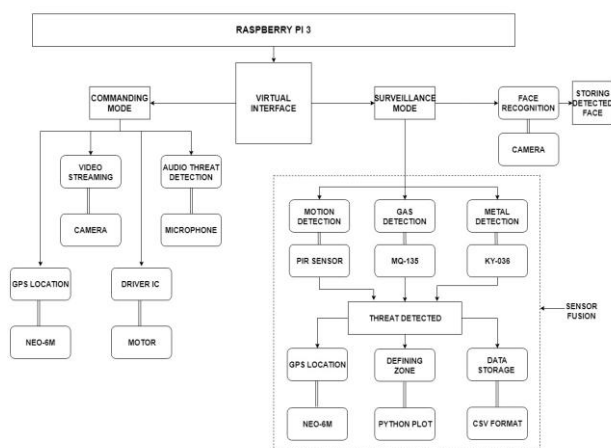 RASPBERRY PI 3
COMMANDING
MODE
VIRTUAL
INTERFACE
SURVEILLANCE
MODE
FACE
RECOGNITION
STORING
DETECTED
FACE
CAMERA
VIDEO
STREAMING
AUDIO THREAT
DETECTION
CAMERA
MICROPHONE
GPS LOCATION
DRIVER IC
NEO-6M
MOTOR
MOTION
DETECTION
GAS
DETECTION
METAL
DETECTION
PIR SENSOR
MQ-135
KY-036
THREAT DETECTED
SENSOR
FUSION
GPS LOCATION
DEFINING
ZONE
DATA
STORAGE
NEO-6M
PYTHON PLOT
CSV FORMAT